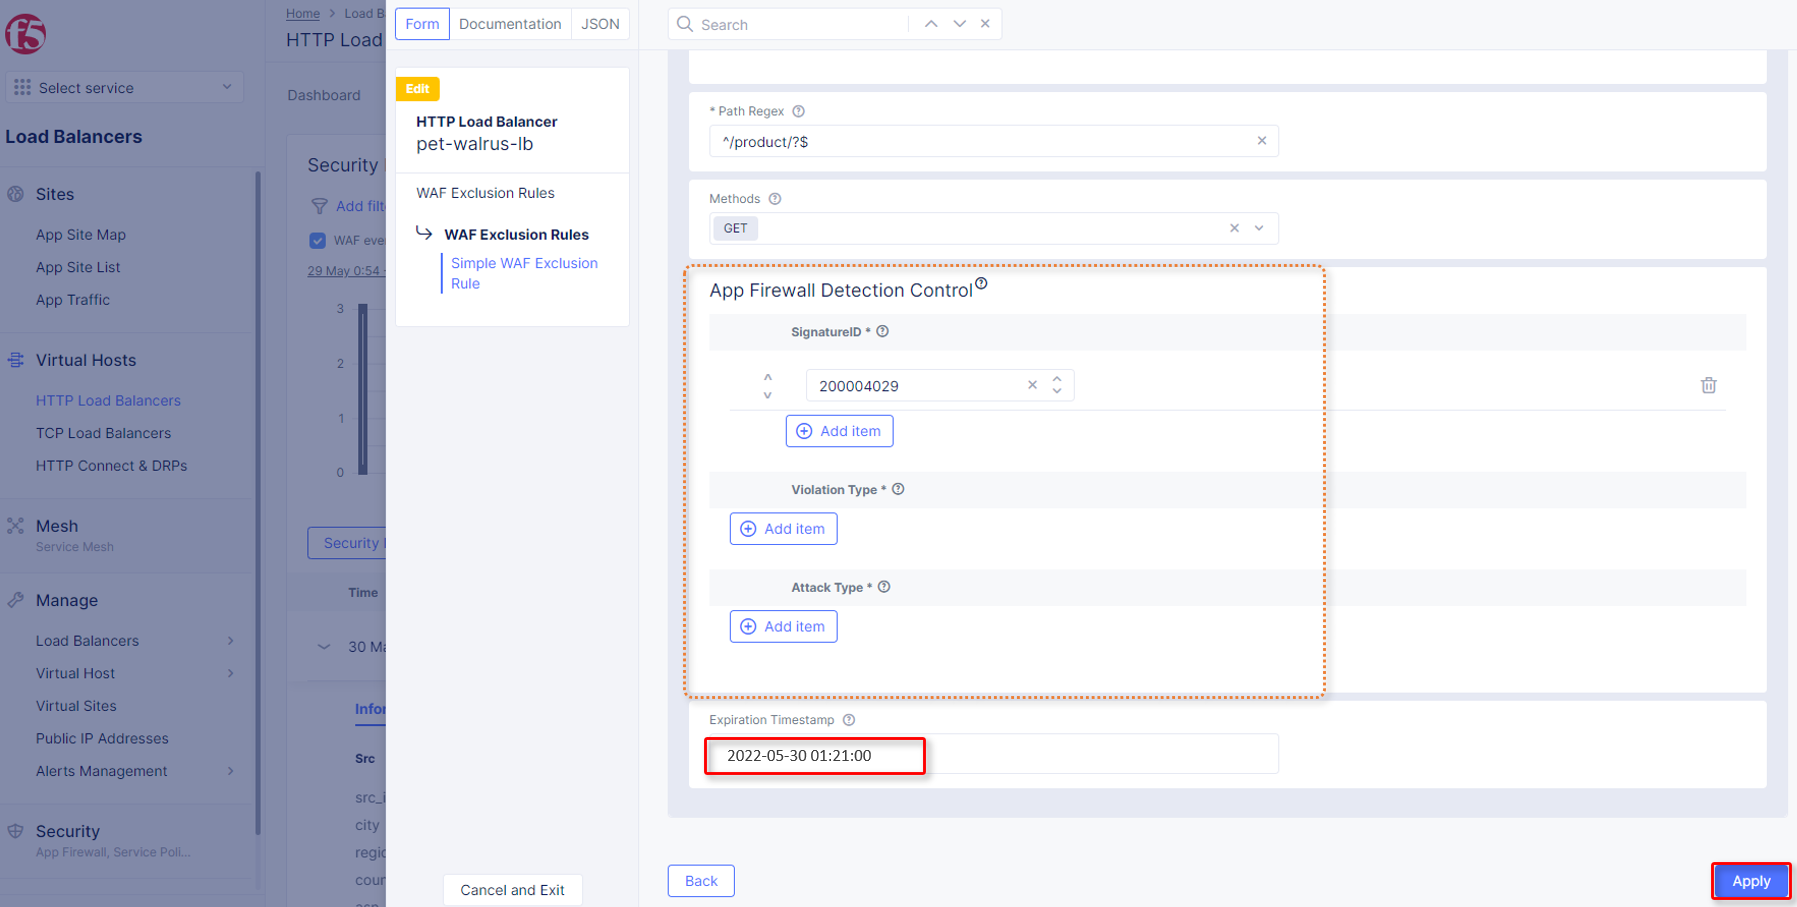 f5
Select service
Load Balancers
Sites
App Site Map
App Site List
App Traffic
Virtual Hosts
HTTP Load Balancers
TCP Load Balancers
HTTP Connect & DRPs
Mesh
Service Mesh
Manage
Load Balancers
Virtual Host
Virtual Sites
Public IP Addresses
Alerts Management
Security
App Firewall, Service Poli...
Home > Load B
HTTP Load
Dashboard
Security
Add filt
WAF eve
29 May 0:54 -
3
2
1
0
Security
Time
30 Ma
Infor
Src
src_i
city
regio
coun
asn
Form Documentation JSON
Edit
HTTP Load Balancer
pet-walrus-lb
WAF Exclusion Rules
WAF Exclusion Rules
Simple WAF Exclusion
Rule
Cancel and Exit
Search
* Path Regex
^/product/?$
Methods
GET
App Firewall Detection Control
SignatureID *
200004029
Add item
Violation Type *
Add item
Attack Type *
Add item
Expiration Timestamp
2022-05-30 01:21:00
Back
Apply